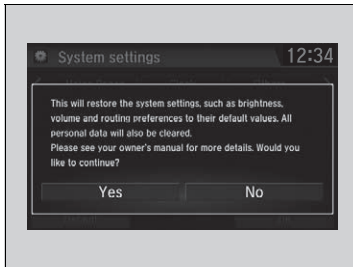 System settings
12:34
This will restore the system settings, such as brightness,
volume and routing preferences to their default values. All
personal data will also be cleared.
Please see your owner's manual for more details. Would you
like to continue?
Yes
No